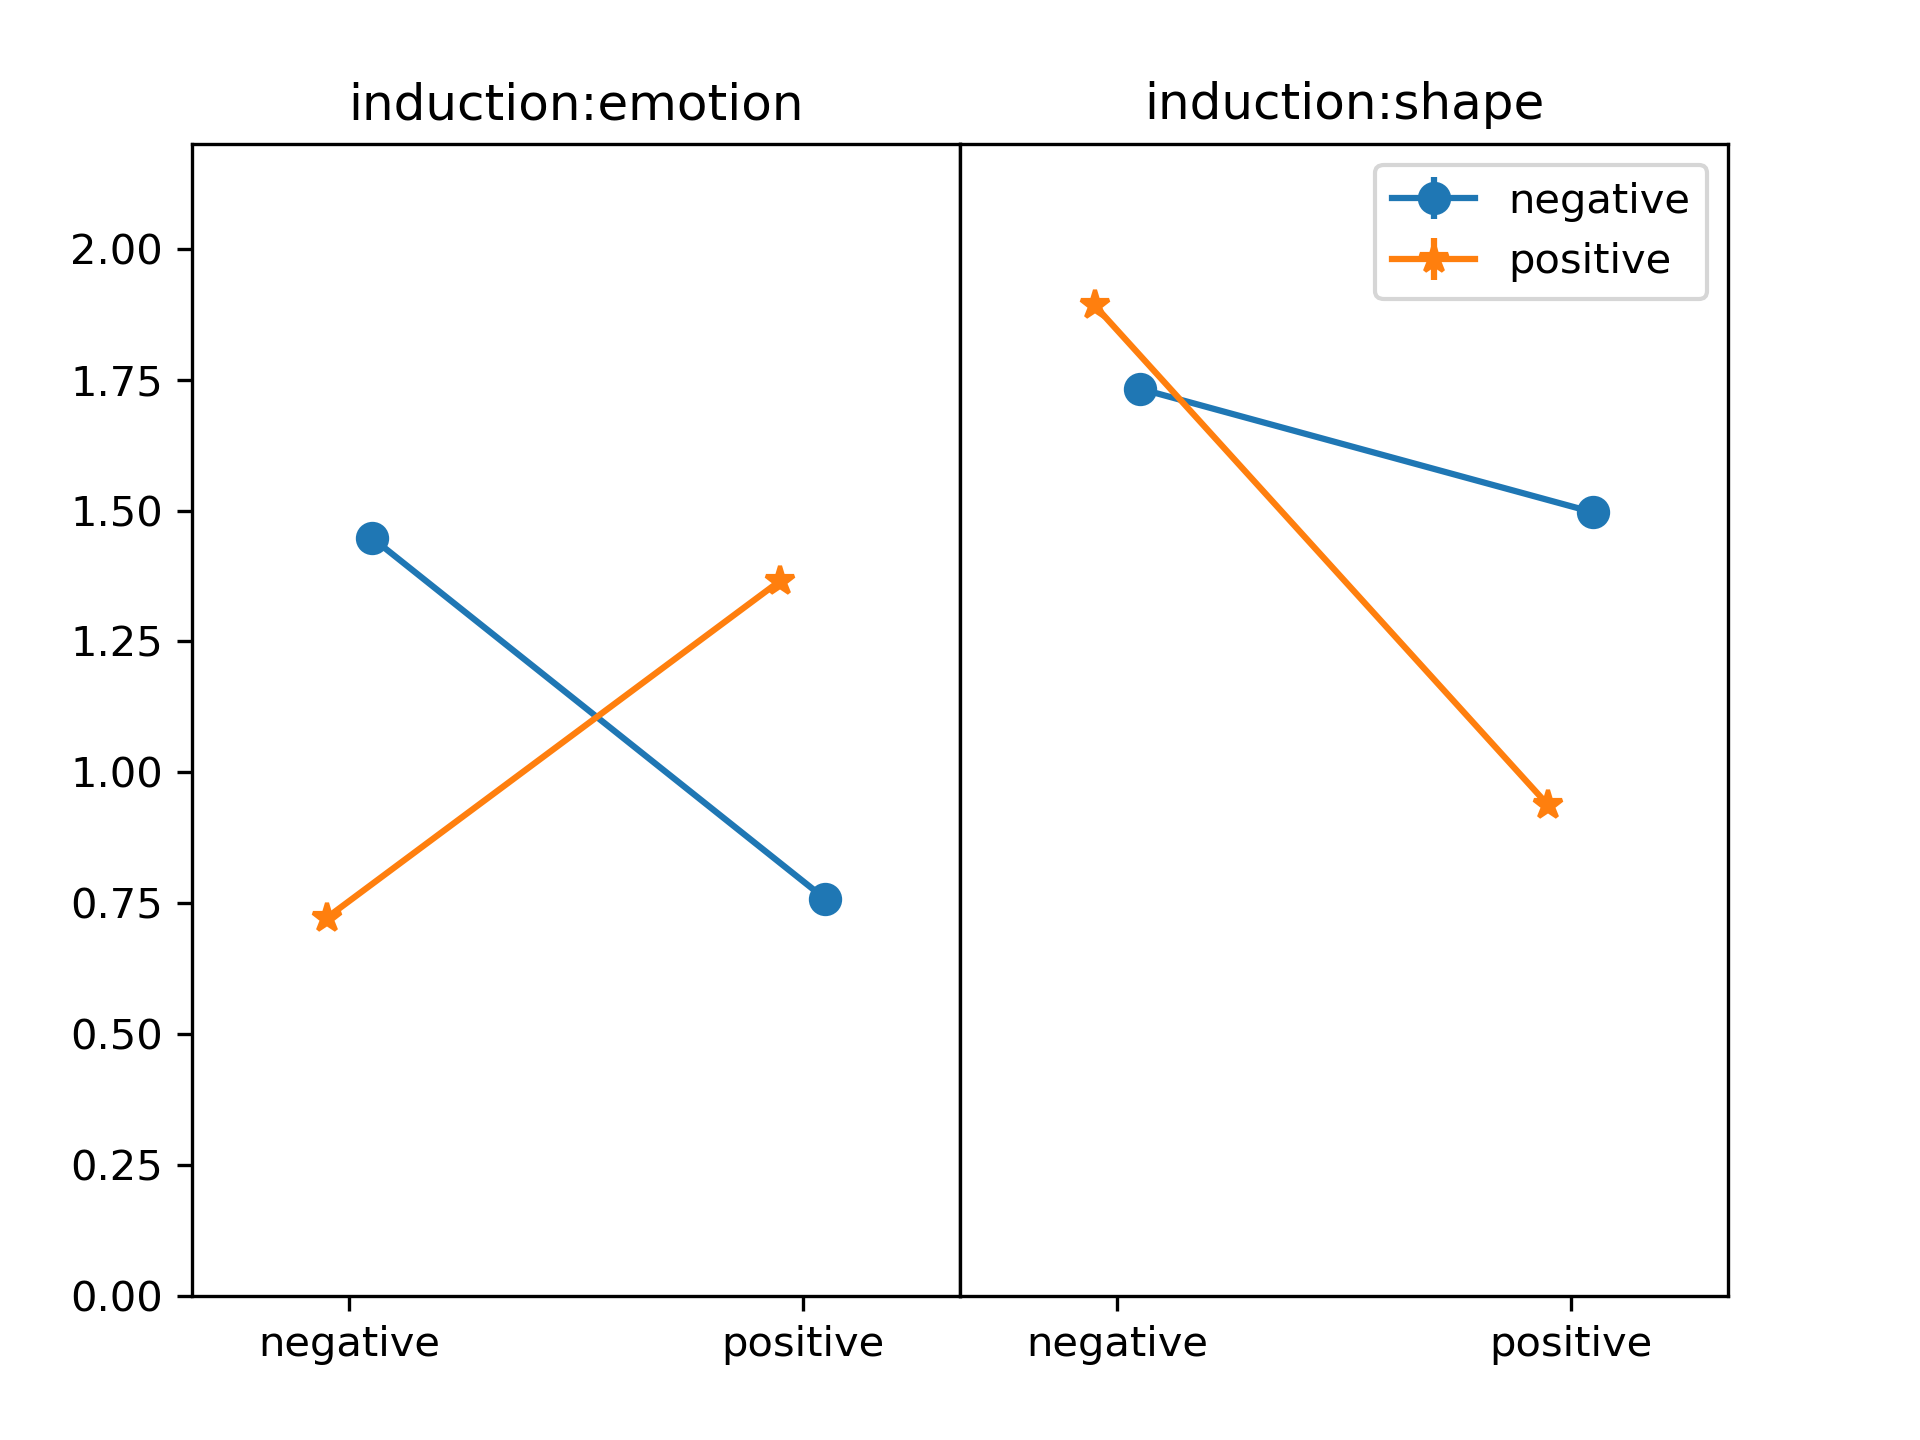 induction:emotion
induction:shape
negative
positive
2.00
1.75
1.50
1.25
1.00
0.75
0.50
0.25
0.00
negative
positive
negative
positive